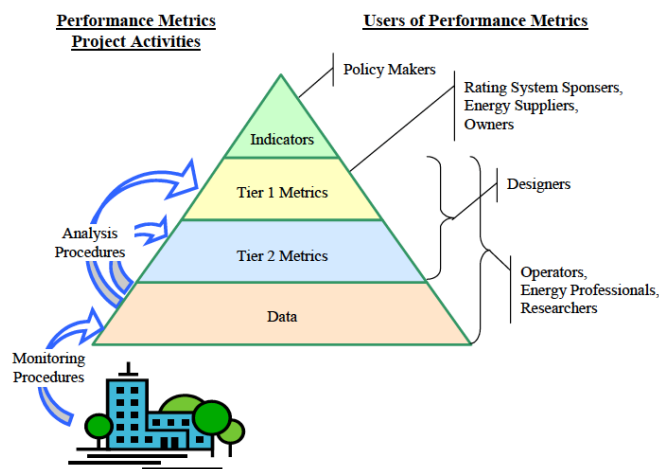 Performance Metrics
Project Activities
Users of Performance Metrics
Policy Makers
Rating System Sponsers,
Energy Suppliers,
Owners
Indicators
Tier 1 Metrics
Designers
Analysis
Procedures
Tier 2 Metrics
Operators,
Energy Professionals,
Researchers
Data
Monitoring
Procedures